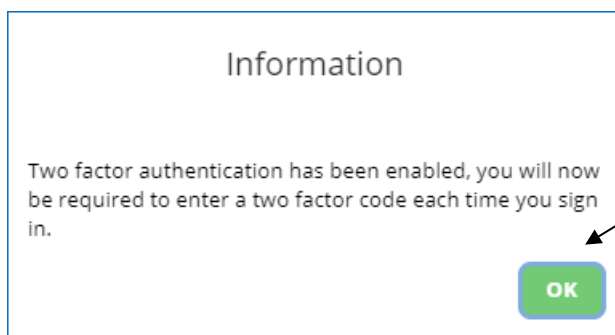 Information
Two factor authentication has been enabled, you will now
be required to enter a two factor code each time you sign
in.
OK